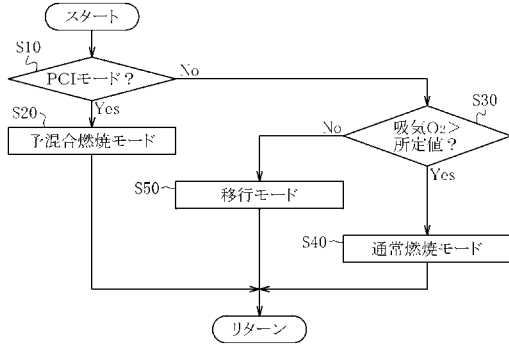 スタート
S10
PCIモード?
No
Yes
S20
予混合燃焼モード
S30
吸気O₂>
所定値?
No
Yes
S50
移行モード
S40
通常燃焼モード
リターン